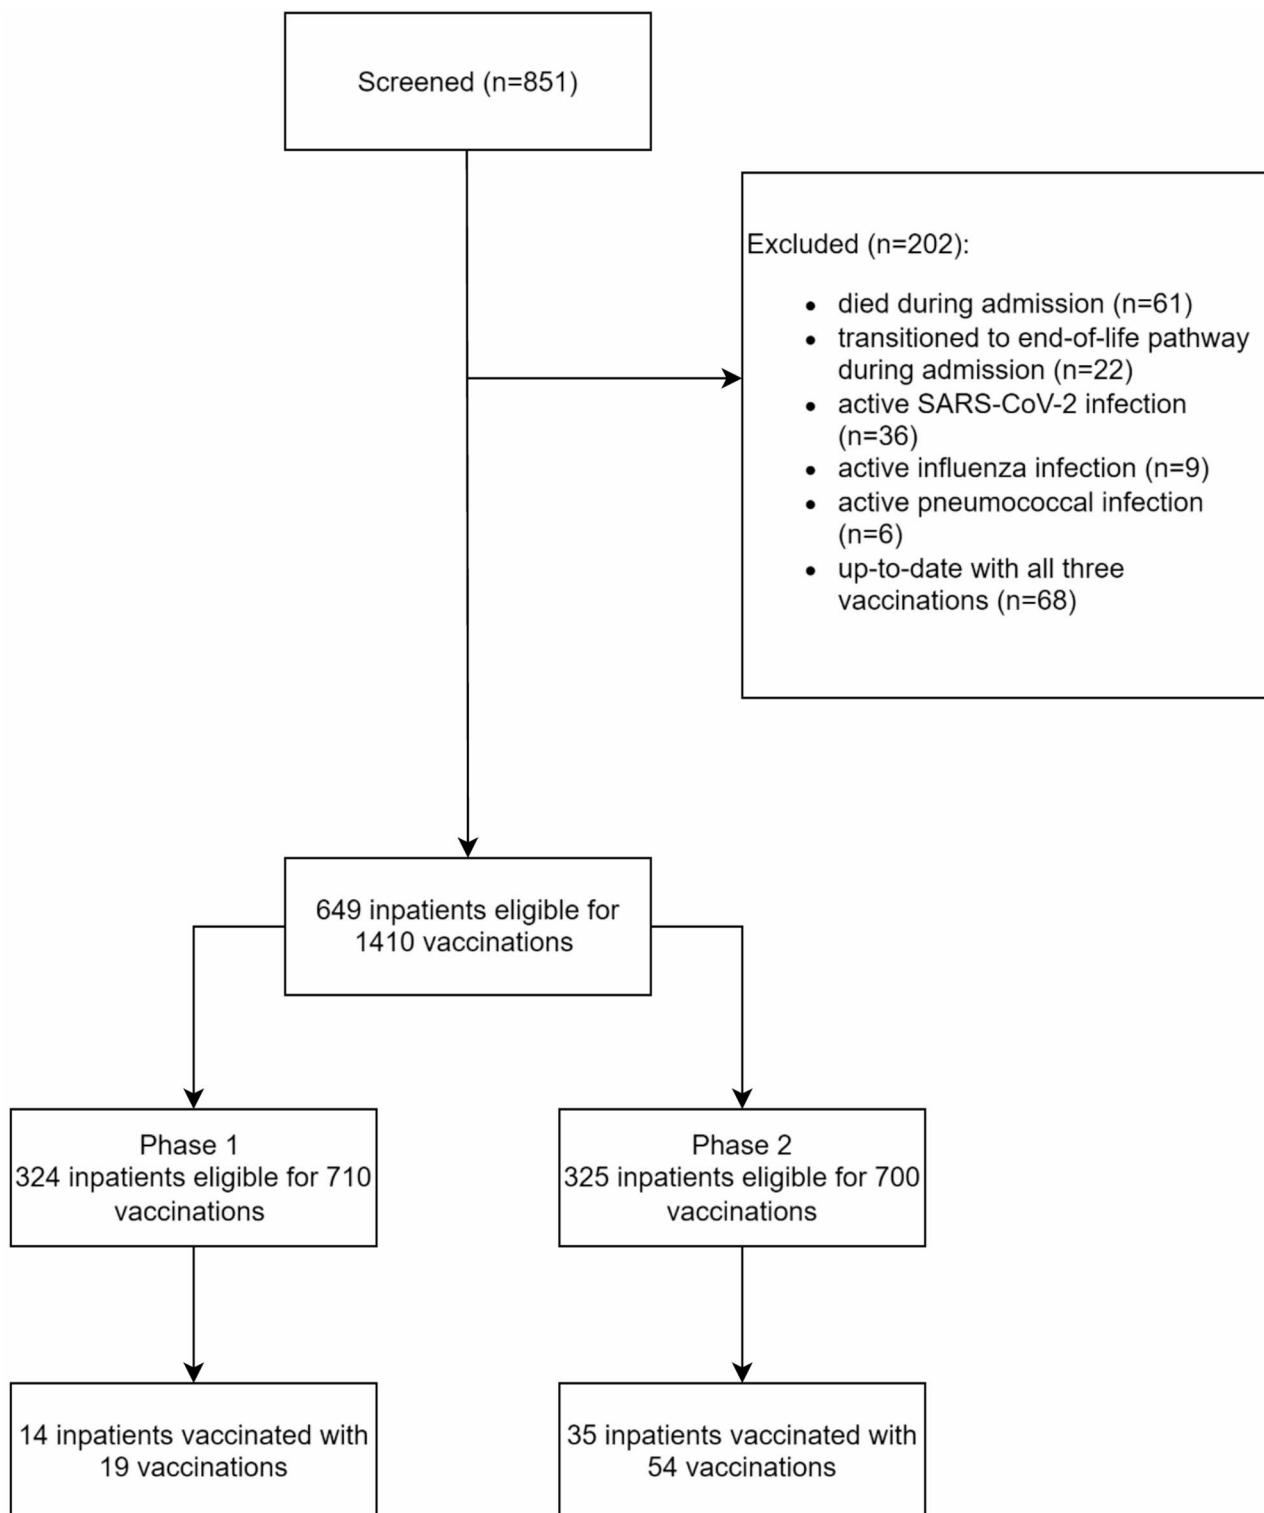 Screened (n=851)
Excluded (n=202):
• died during admission (n=61)
• transitioned to end-of-life pathway
during admission (n=22)
• active SARS-CoV-2 infection
(n=36)
• active influenza infection (n=9)
• active pneumococcal infection
(n=6)
• up-to-date with all three
vaccinations (n=68)
649 inpatients eligible for
1410 vaccinations
Phase 1
324 inpatients eligible for 710
vaccinations
Phase 2
325 inpatients eligible for 700
vaccinations
14 inpatients vaccinated with
19 vaccinations
35 inpatients vaccinated with
54 vaccinations